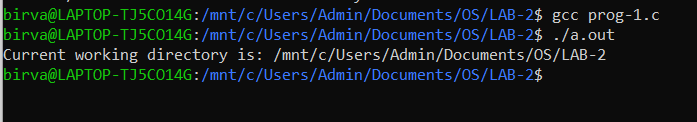 birva@LAPTOP-TJ5CO14G:/mnt/c/Users/Admin/Documents/OS/LAB-2$ gcc prog-1.c
birva@LAPTOP-TJ5CO14G:/mnt/c/Users/Admin/Documents/OS/LAB-2$ ./a.out
Current working directory is: /mnt/c/Users/Admin/Documents/OS/LAB-2
birva@LAPTOP-TJ5CO14G:/mnt/c/Users/Admin/Documents/OS/LAB-2$